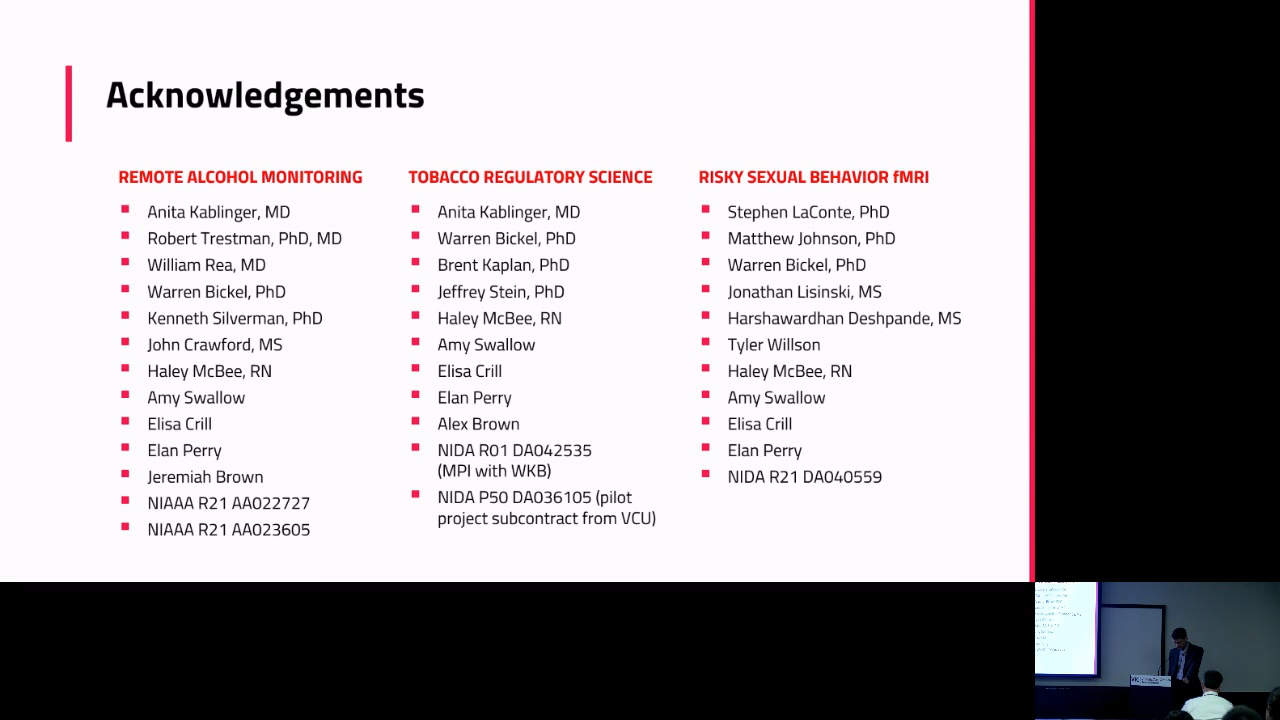 Acknowledgements
REMOTE ALCOHOL MONITORING
Anita Kablinger, MD
Robert Trestman, PhD, MD
William Rea, MD
Warren Bickel, PhD
Kenneth Silverman, PhD
John Crawford, MS
Haley McBee, RN
Amy Swallow
Elisa Crill
Elan Perry
Jeremiah Brown
NIAAA R21 AA022727
NIAAA R21 AA023605
TOBACCO REGULATORY SCIENCE
Anita Kablinger, MD
Warren Bickel, PhD
Brent Kaplan, PhD
Jeffrey Stein, PhD
Haley McBee, RN
Amy Swallow
Elisa Crill
Elan Perry
Alex Brown
NIDA R01 DA042535
(MPI with WKB)
NIDA P50 DA036105 (pilot
project subcontract from VCU)
RISKY SEXUAL BEHAVIOR fMRI
Stephen LaConte, PhD
Matthew Johnson, PhD
Warren Bickel, PhD
Jonathan Lisinski, MS
Harshawardhan Deshpande, MS
Tyler Willson
Haley McBee, RN
Amy Swallow
Elisa Crill
Elan Perry
NIDA R21 DA040559